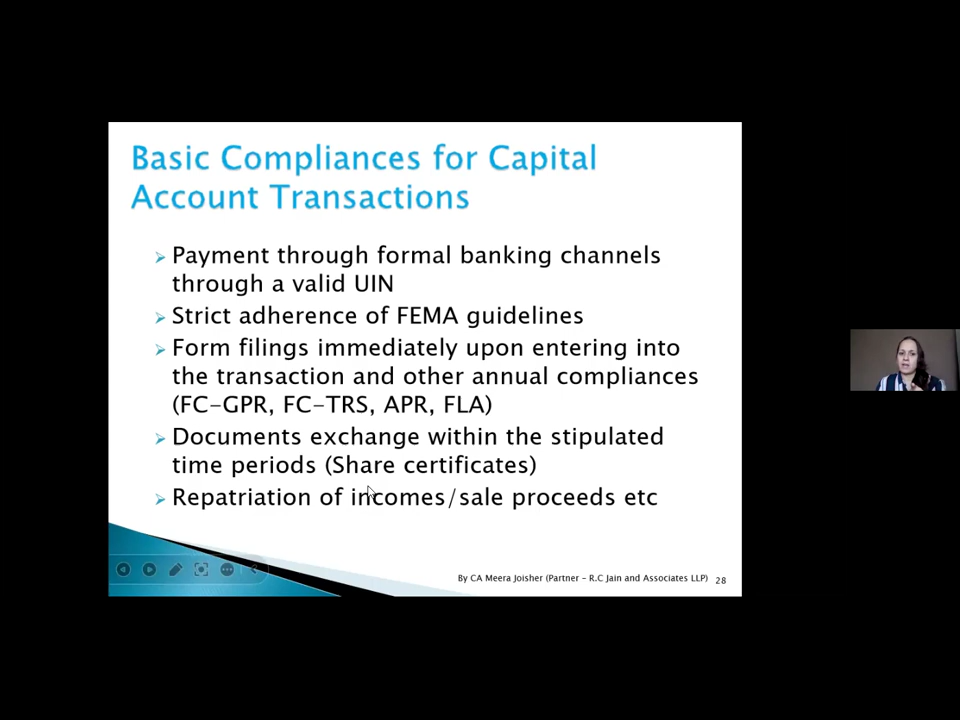 Basic Compliances for Capital
Account Transactions
Payment through formal banking channels
through a valid UIN
Strict adherence of FEMA guidelines
Form filings immediately upon entering into
the transaction and other annual compliances
(FC-GPR, FC-TRS, APR, FLA)
Documents exchange within the stipulated
time periods (Share certificates)
Repatriation of incomes/sale proceeds etc
By CA Meera Joisher (Partner - R.C Jain and Associates LLP)
28